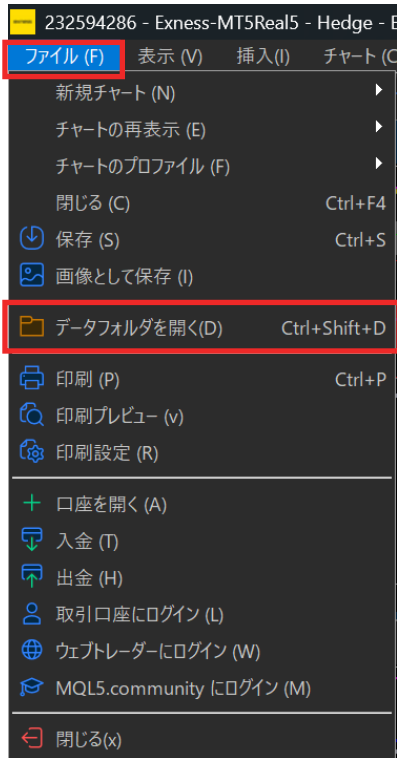 232594286 - Exness-MT5Real5 - Hedge - E
ファイル (F) 表示 (V) 挿入(I) チャート (C
新規チャート (N)
チャートの再表示 (E)
チャートのプロファイル (F)
閉じる (C) Ctrl+F4
保存 (S) Ctrl+S
画像として保存 (I)
データフォルダを開く(D) Ctrl+Shift+D
印刷 (P) Ctrl+P
印刷プレビュー (v)
印刷設定 (R)
口座を開く (A)
入金 (T)
出金 (H)
取引口座にログイン (L)
ウェブトレーダーにログイン (W)
MQL5.community にログイン (M)
閉じる(x)